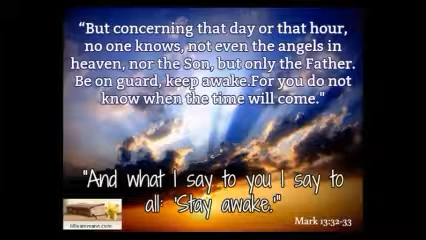 “But concerning that day or that hour,
no one knows, not even the angels in
heaven, nor the Son, but only the Father.
Be on guard, keep awake.For you do not
know when the time will come.”
"And what I say to you I say to
all: 'Stay awake.'"
Mark 13:32-33